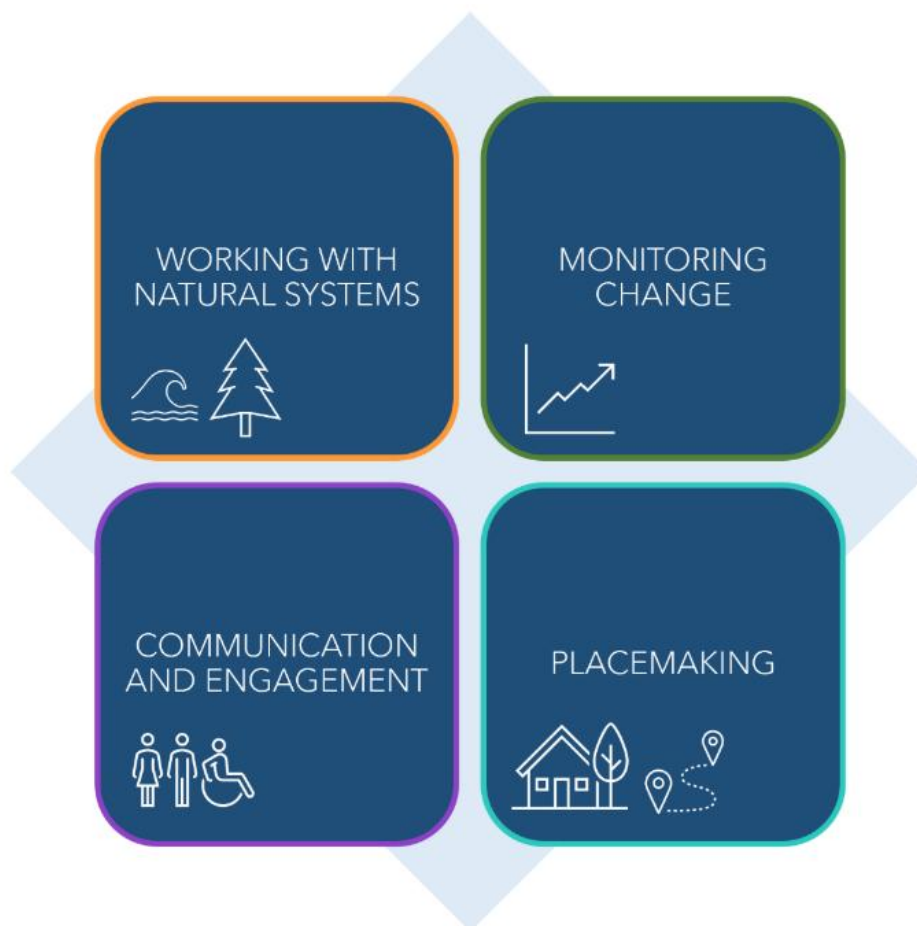 WORKING WITH
NATURAL SYSTEMS
MONITORING
CHANGE
COMMUNICATION
AND ENGAGEMENT
PLACEMAKING